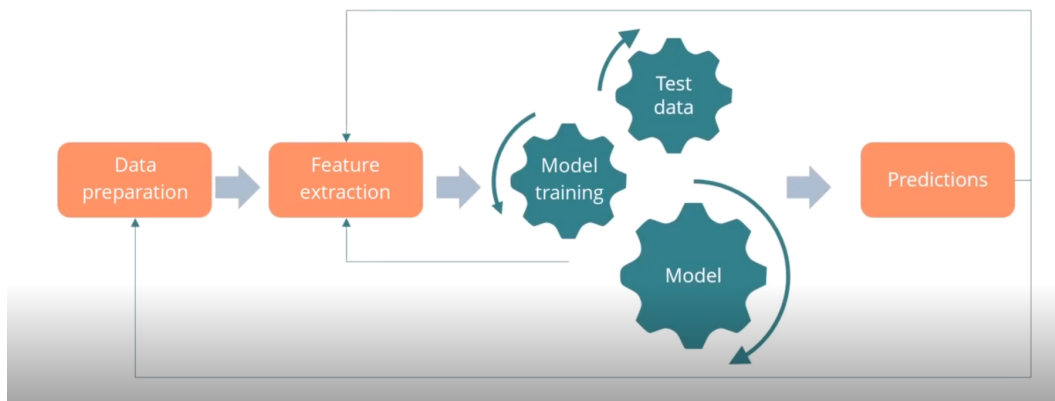 Data
preparation
Feature
extraction
Model
training
Test
data
Model
Predictions